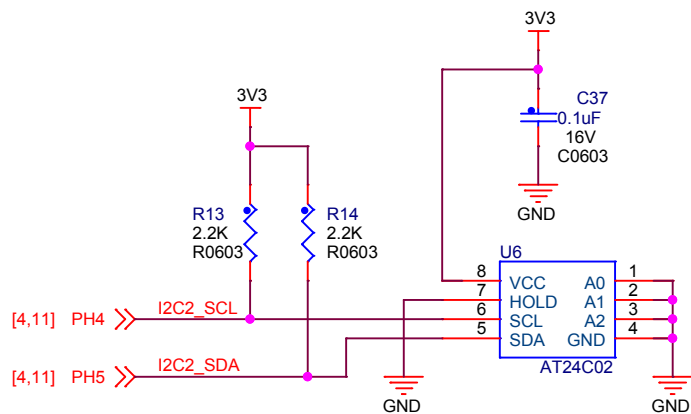 3V3
C37
0.1uF
16V
C0603
GND
3V3
R13
2.2K
R0603
R14
2.2K
R0603
U6
8 VCC A0 1
7 HOLD A1 2
6 SCL A2 3
5 SDA GND 4
AT24C02
[4,11] PH4 I2C2_SCL
[4,11] PH5 I2C2_SDA
GND
GND